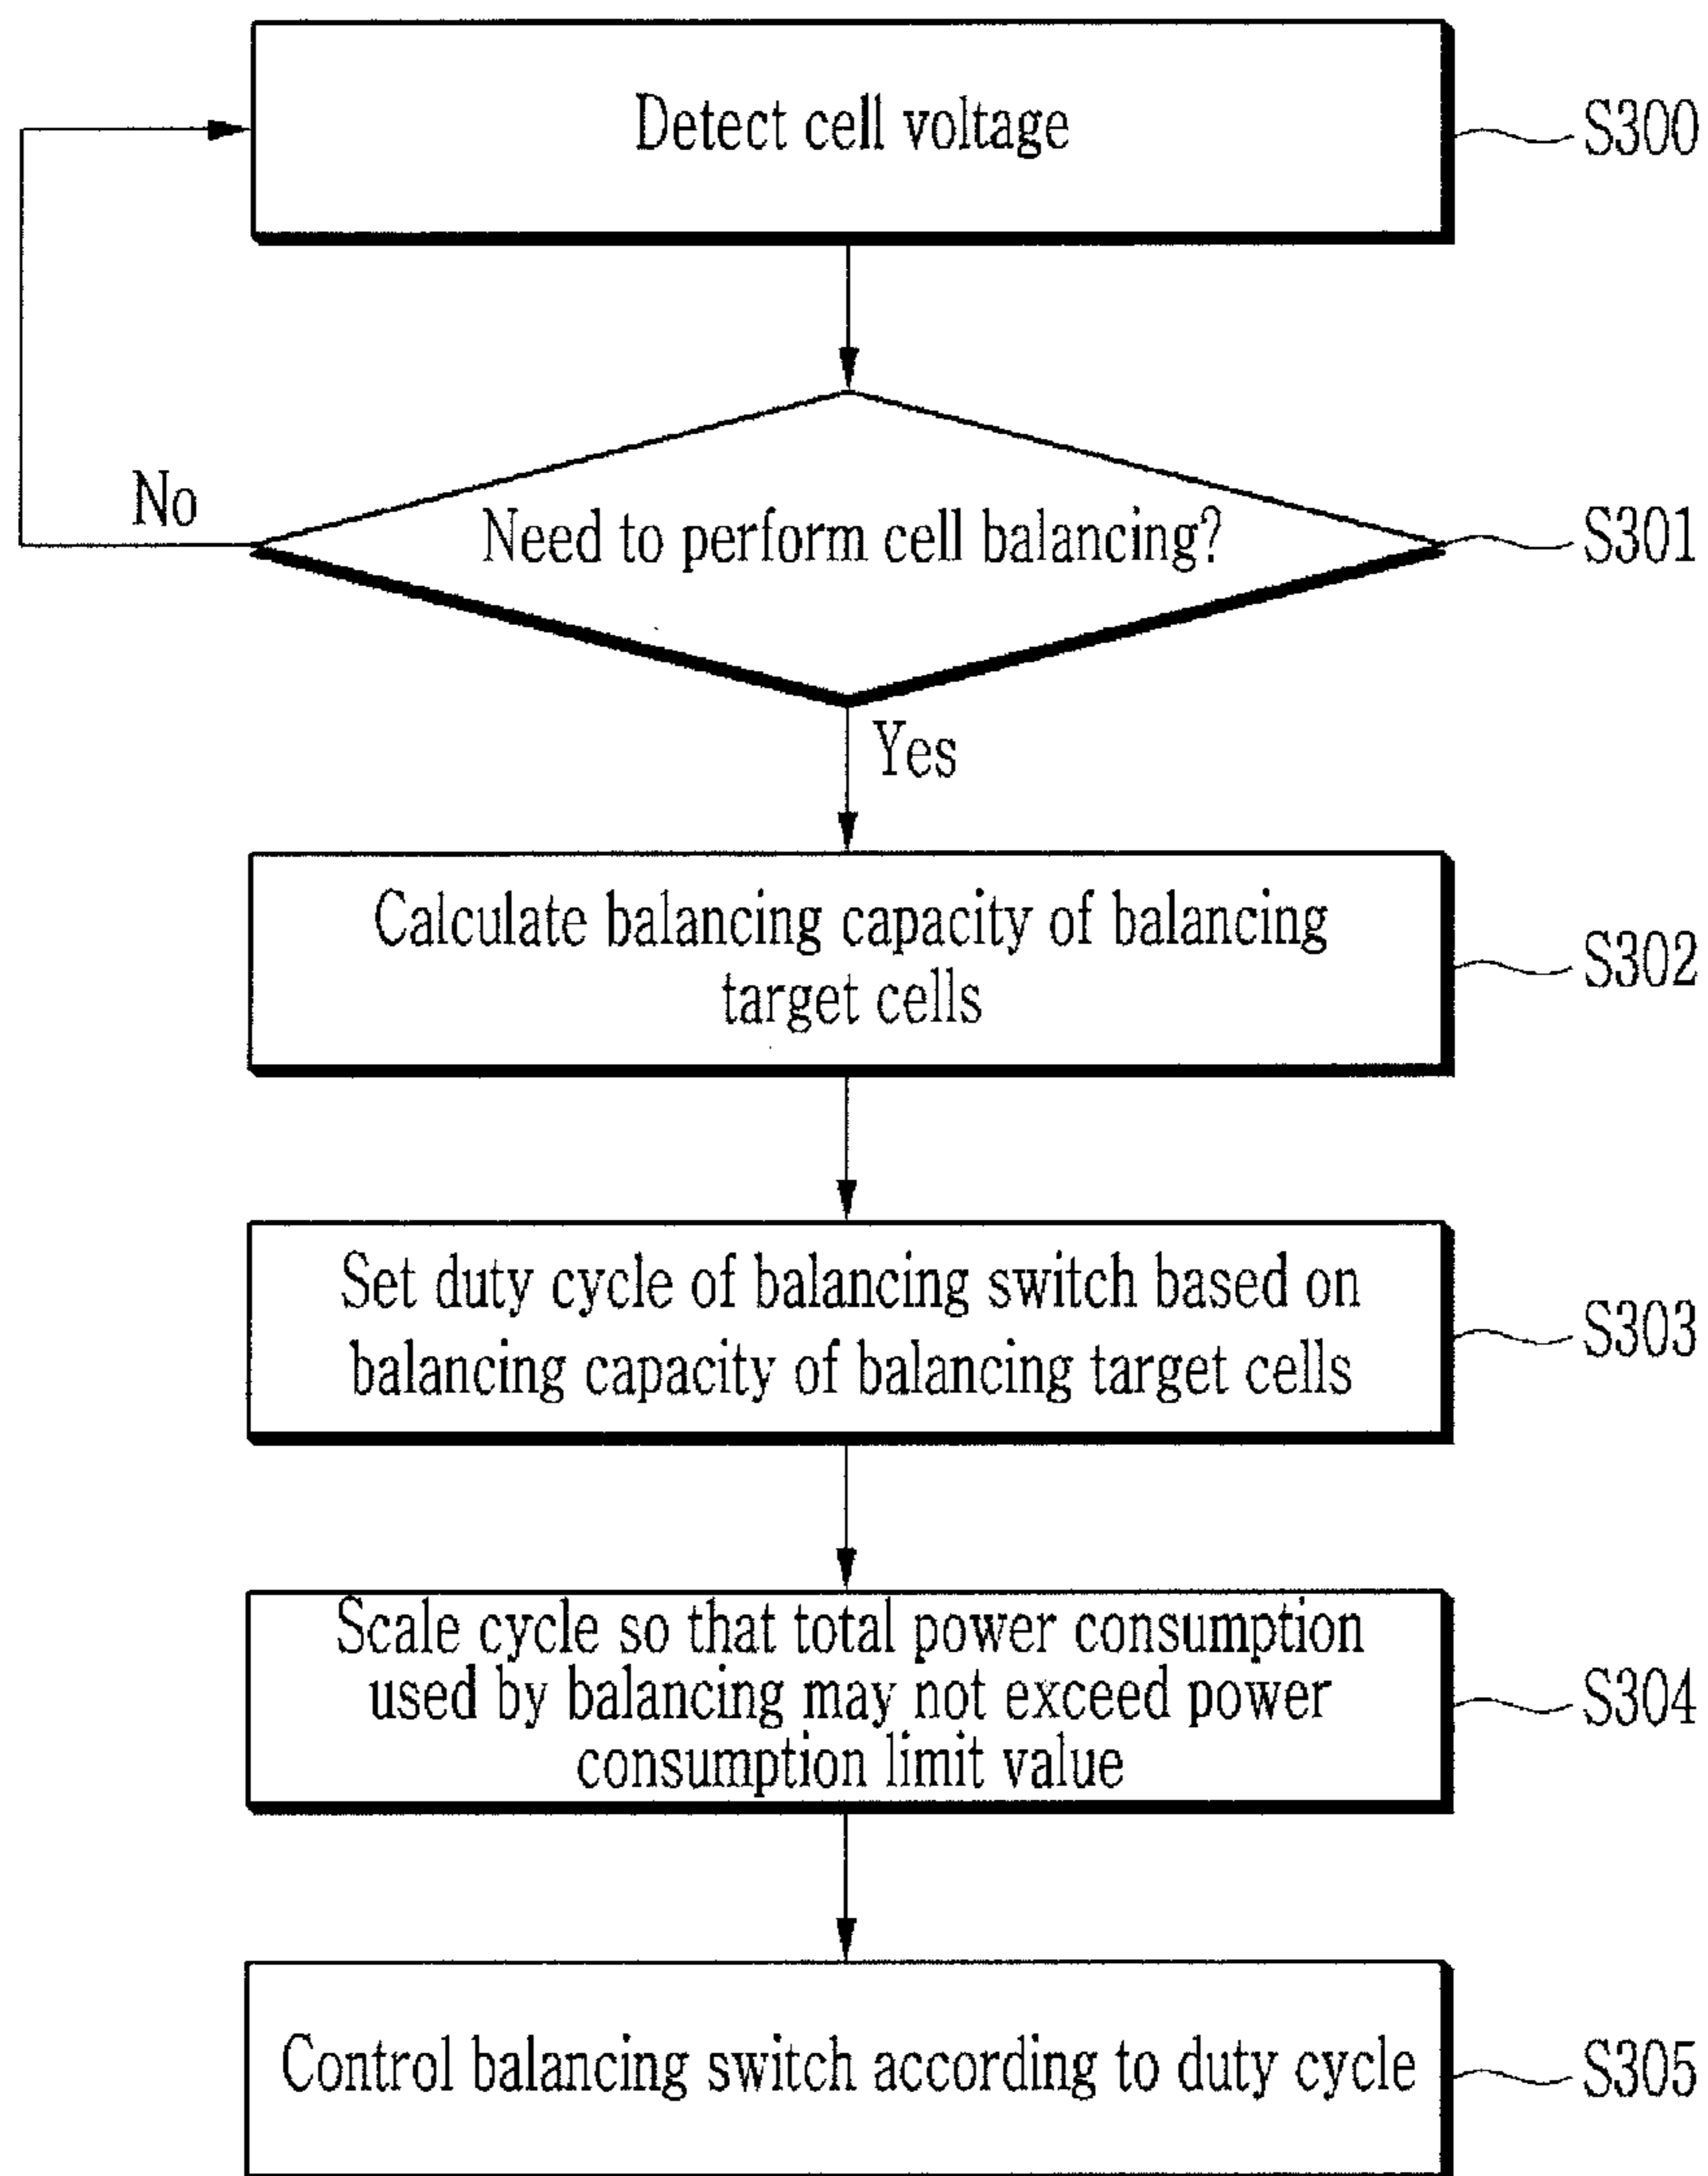 Detect cell voltage
S300
No
Need to perform cell balancing?
S301
Yes
Calculate balancing capacity of balancing
target cells
S302
Set duty cycle of balancing switch based on
balancing capacity of balancing target cells
S303
Scale cycle so that total power consumption
used by balancing may not exceed power
consumption limit value
S304
Control balancing switch according to duty cycle
S305